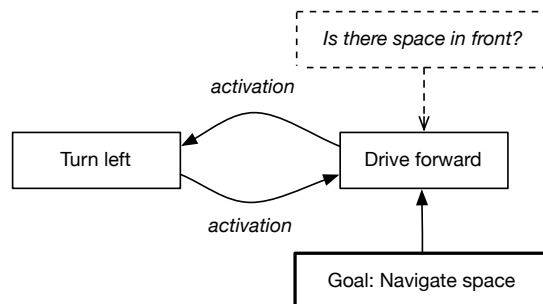 Is there space in front?
activation
Turn left
Drive forward
activation
Goal: Navigate space